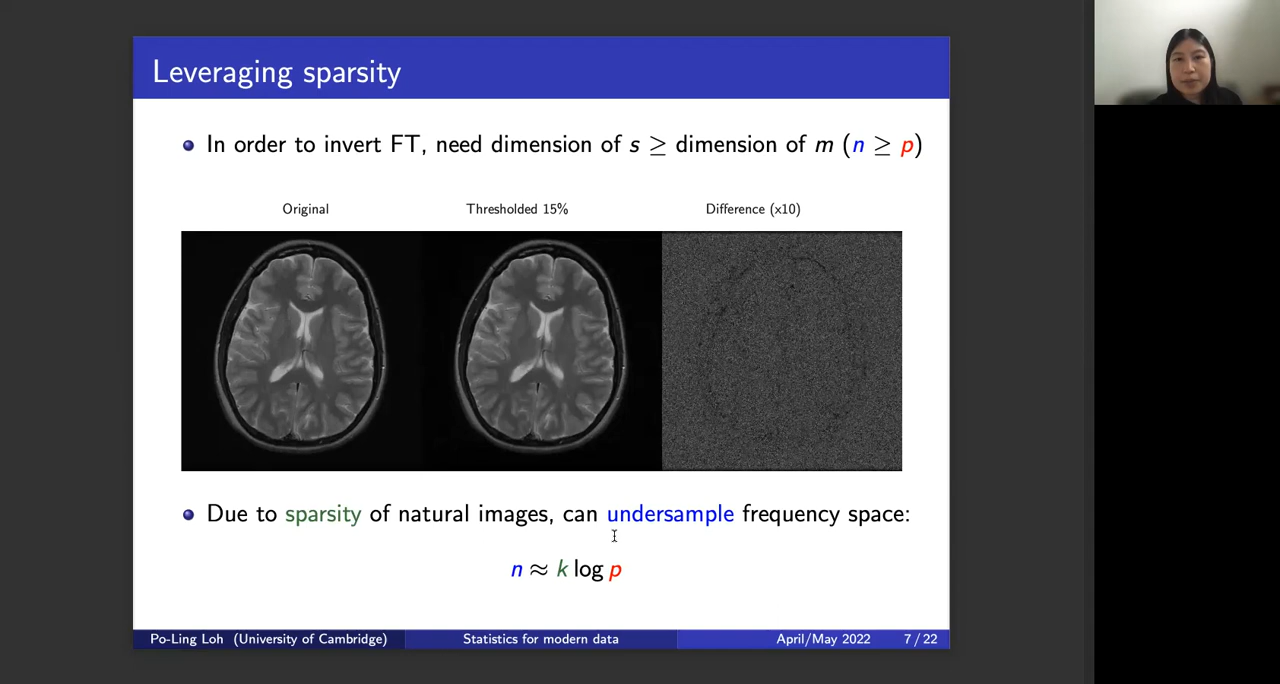 Leveraging sparsity
In order to invert FT, need dimension of s ≥ dimension of m (n ≥ p)
Original Thresholded 15% Difference (x10)
Due to sparsity of natural images, can undersample frequency space:
n ≈ k log p
Po-Ling Loh (University of Cambridge) Statistics for modern data April/May 2022 7 / 22